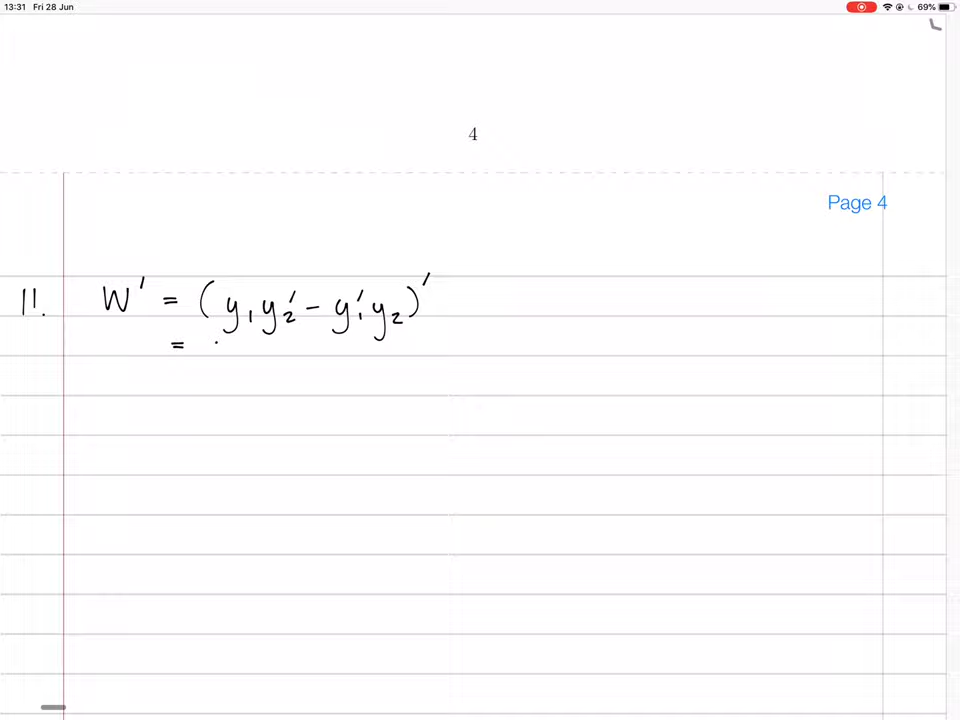 13:31 Fri 28 Jun 69%
4
Page 4
11. W' = (y₁y₂' - y₁'y₂)'
=